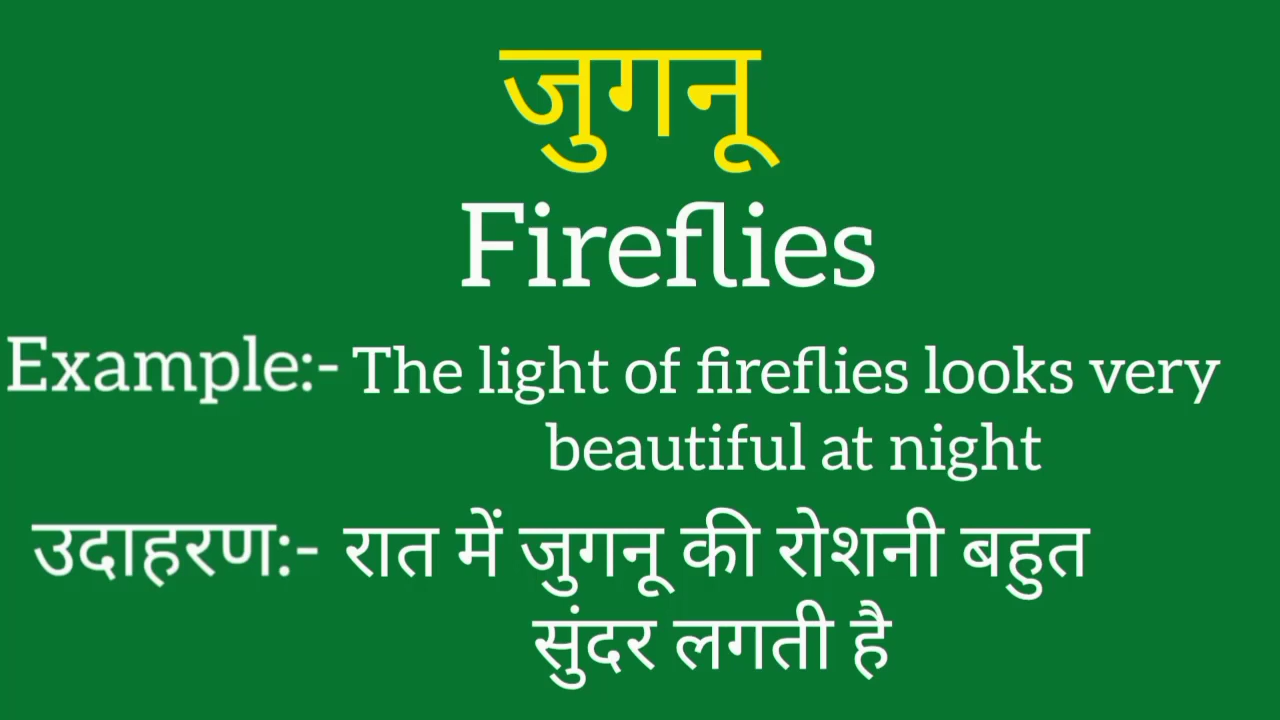 जुगनू
Fireflies
Example:- The light of fireflies looks very
beautiful at night
उदाहरण:- रात में जुगनू की रोशनी बहुत
सुंदर लगती है